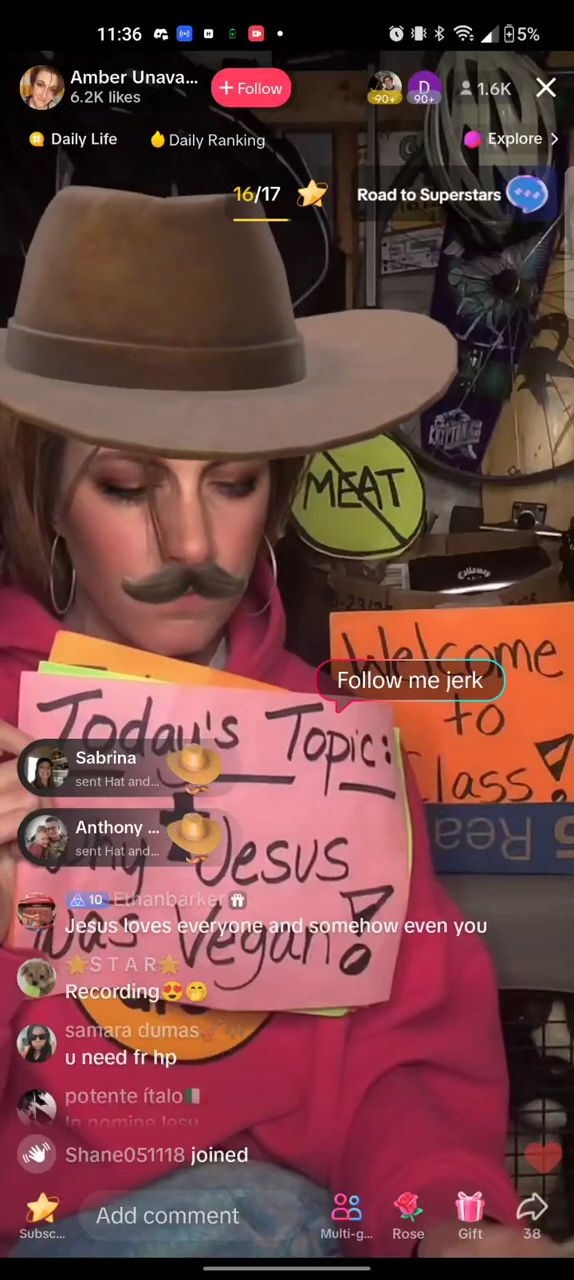 11:36
5%
Amber Unava...
6.2K likes
+ Follow
90+
D
90+
1.6K
Daily Life
Daily Ranking
Explore
16/17
Road to Superstars
KRYPTONICS
MEAT
Callaway
Welcome
to
Class!
Follow me jerk
Today's Topic:
Why Jesus
was Vegan!
Sabrina
sent Hat and...
Anthony ...
sent Hat and...
10 Ethanbarker
Jesus loves everyone and somehow even you
S T A R
Recording😍🤭
samara dumas
u need fr hp
potente ítalo
In nomine Iesu
Shane051118 joined
Subsc...
Add comment
Multi-g...
Rose
Gift
38